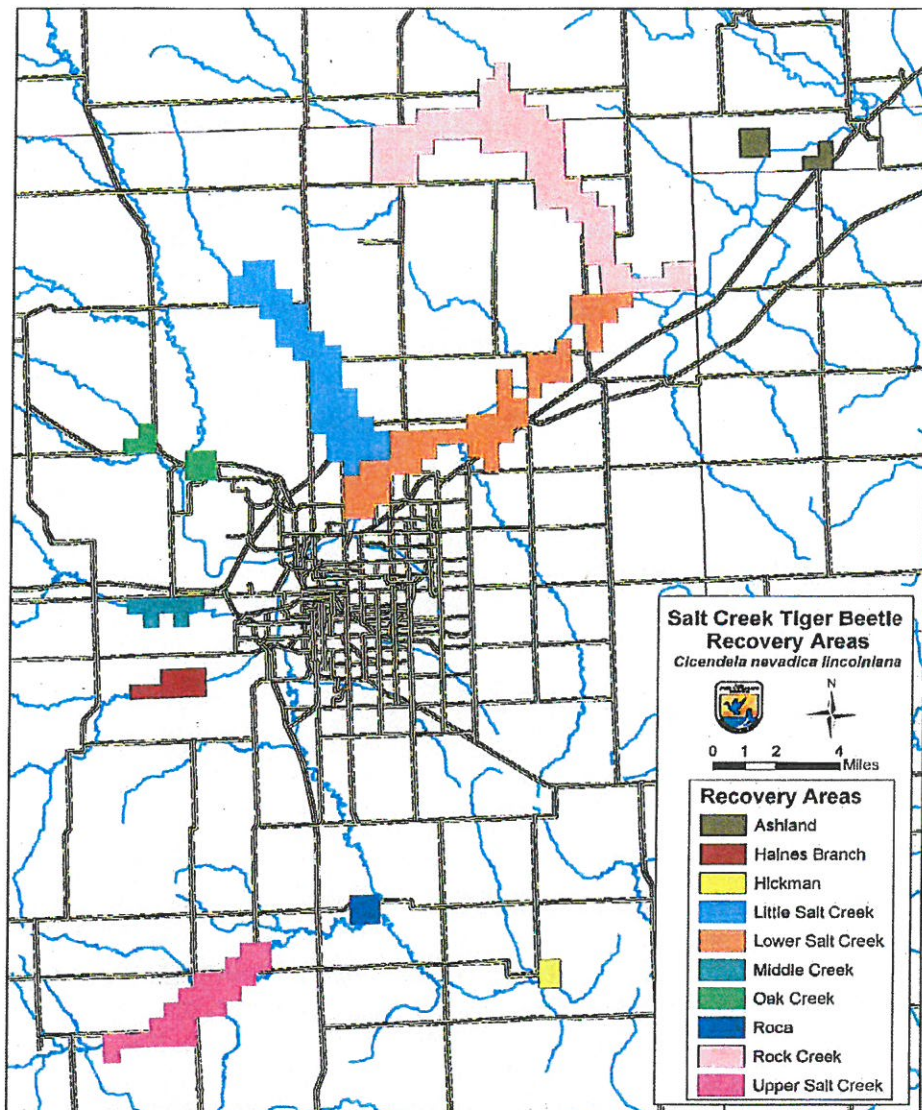 Salt Creek Tiger Beetle
Recovery Areas
Cicendela nevadica lincolniana
N
0 1 2 4
Miles
Recovery Areas
Ashland
Haines Branch
Hickman
Little Salt Creek
Lower Salt Creek
Middle Creek
Oak Creek
Roca
Rock Creek
Upper Salt Creek